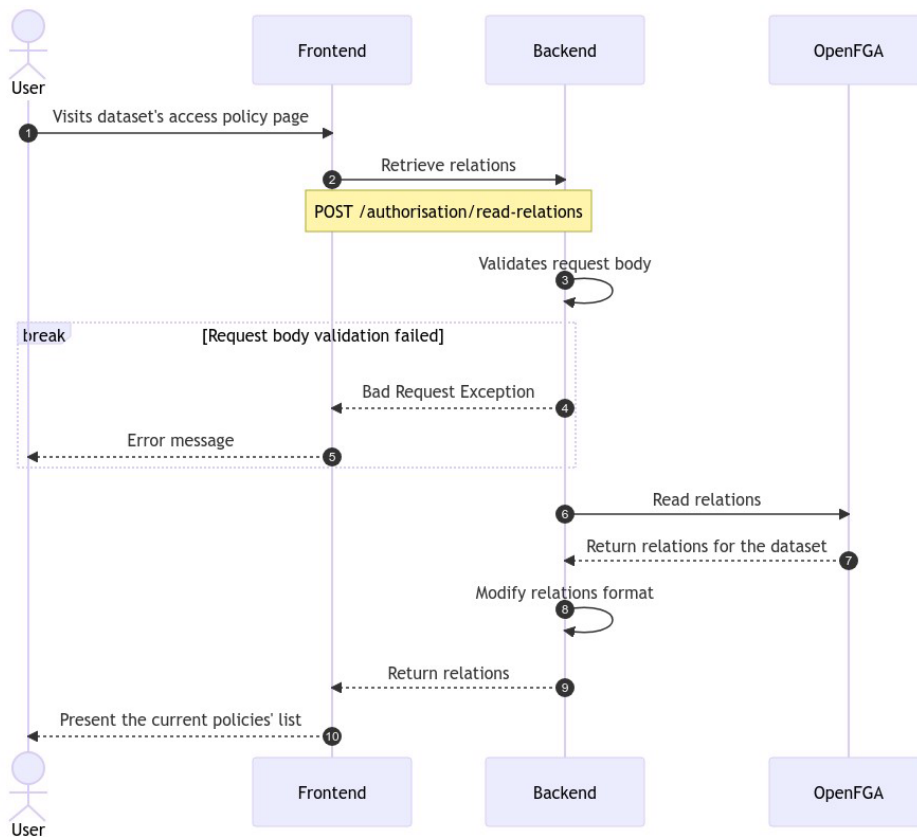 Frontend
Backend
OpenFGA
User
Visits dataset's access policy page
1
Retrieve relations
2
POST /authorisation/read-relations
Validates request body
3
break
[Request body validation failed]
Bad Request Exception
4
Error message
5
Read relations
6
Return relations for the dataset
7
Modify relations format
8
Return relations
9
Present the current policies' list
10
Frontend
Backend
OpenFGA
User